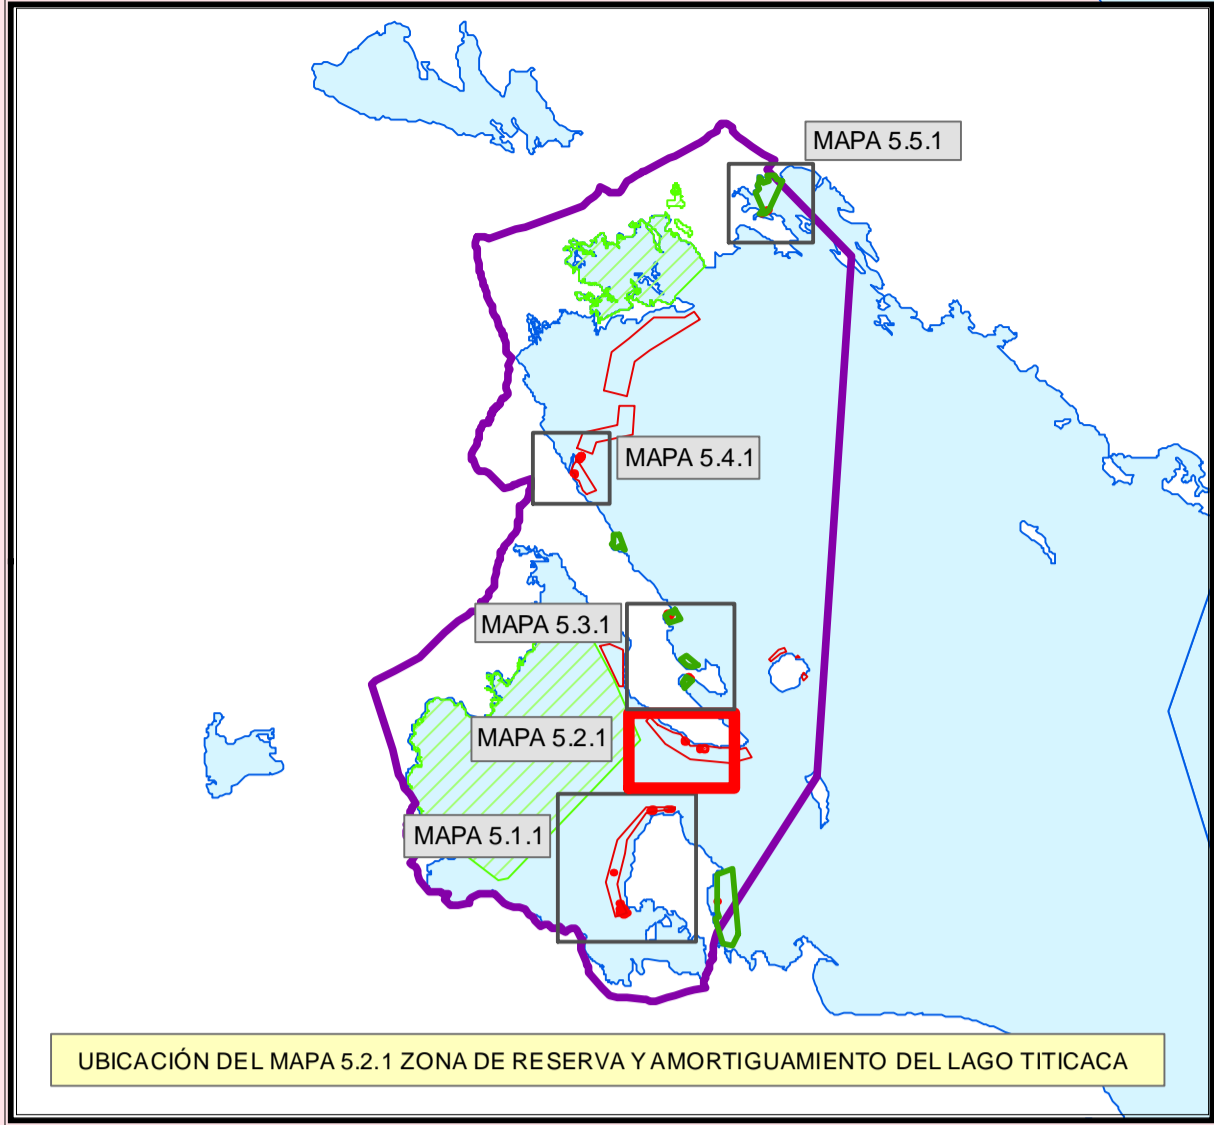 MAPA 5.5.1
MAPA 5.4.1
MAPA 5.3.1
MAPA 5.2.1
MAPA 5.1.1
UBICACIÓN DEL MAPA 5.2.1 ZONA DE RESERVA Y AMORTIGUAMIENTO DEL LAGO TITICACA